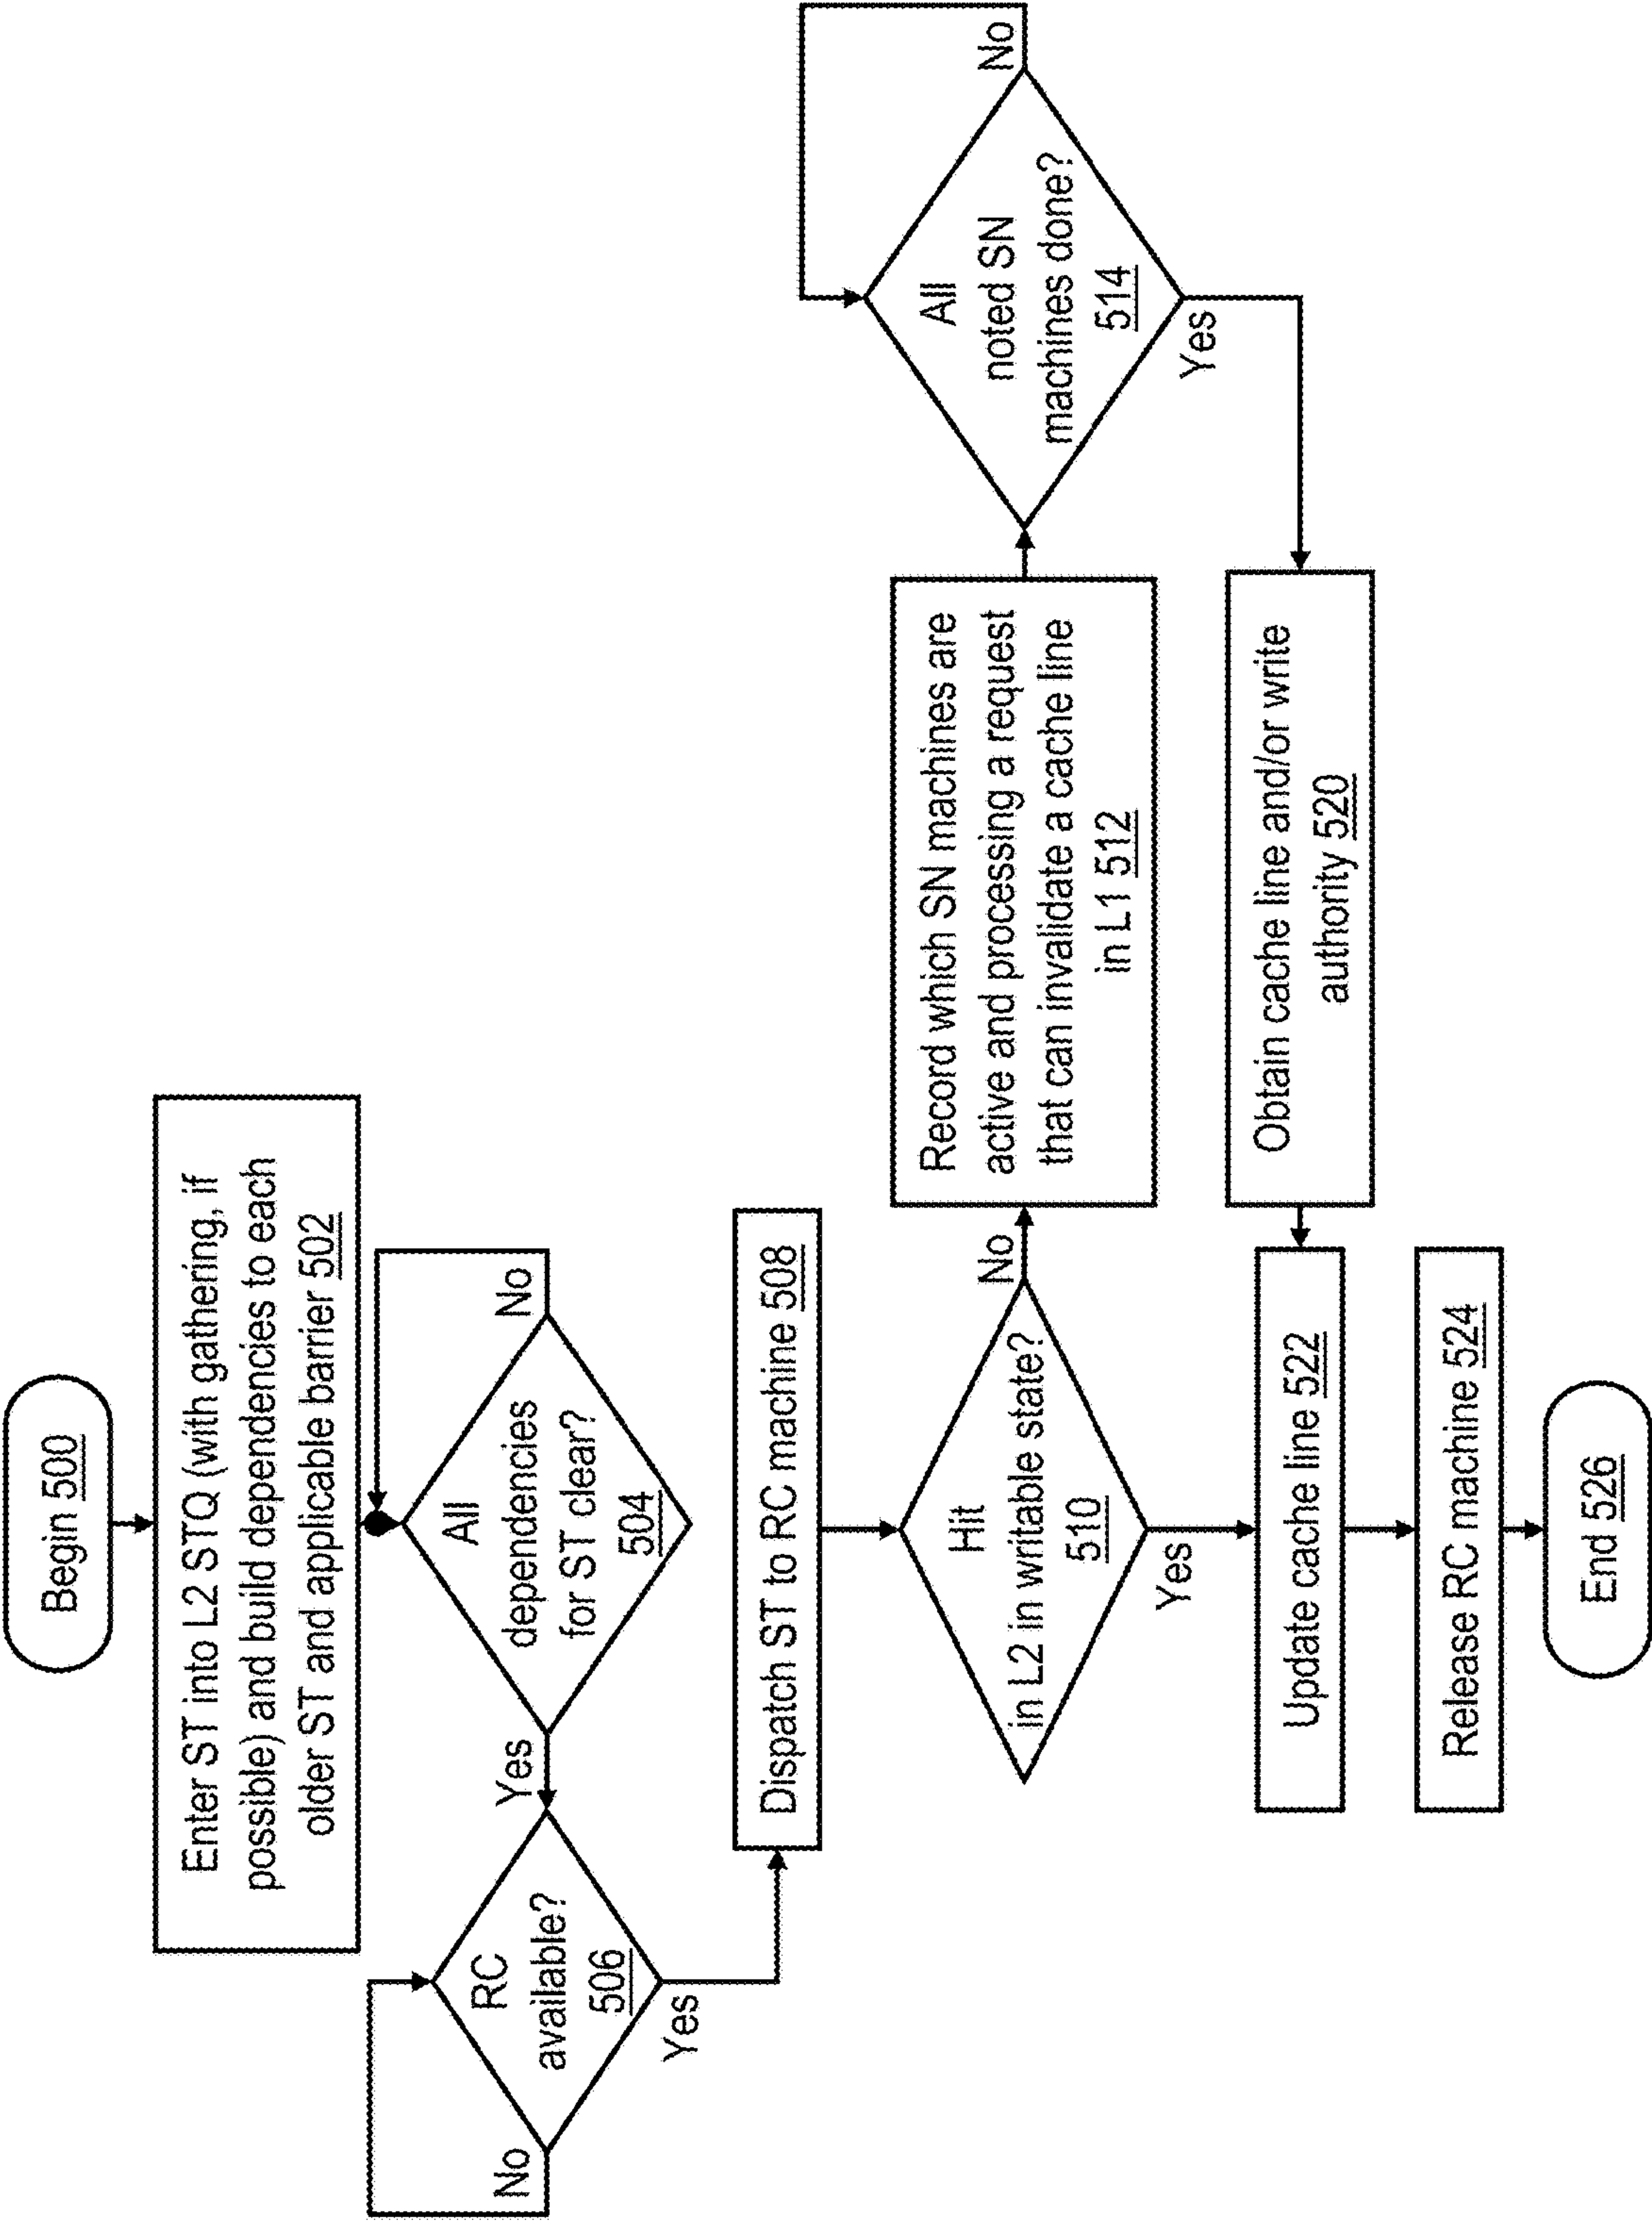 Begin 500
Enter ST into L2 STQ (with gathering, if
possible) and build dependencies to each
older ST and applicable barrier 502
All
dependencies
for ST clear?
504
No
Yes
RC
available?
506
No
Yes
Dispatch ST to RC machine 508
Hit
in L2 in writable state?
510
No
Yes
Record which SN machines are
active and processing a request
that can invalidate a cache line
in L1 512
All
noted SN
machines done?
514
No
Yes
Obtain cache line and/or write
authority 520
Update cache line 522
Release RC machine 524
End 526